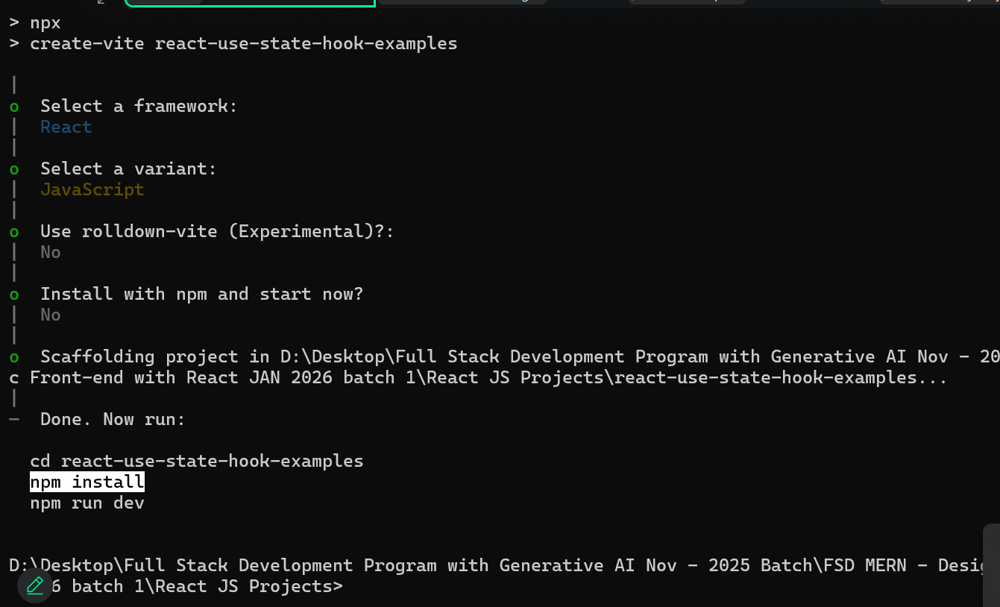 > npx
> create-vite react-use-state-hook-examples
o Select a framework:
React
o Select a variant:
JavaScript
o Use rolldown-vite (Experimental)?:
No
o Install with npm and start now?
No
o Scaffolding project in D:\Desktop\Full Stack Development Program with Generative AI Nov - 20
c Front-end with React JAN 2026 batch 1\React JS Projects\react-use-state-hook-examples...
— Done. Now run:
cd react-use-state-hook-examples
npm install
npm run dev
D:\Desktop\Full Stack Development Program with Generative AI Nov - 2025 Batch\FSD MERN -
6 batch 1\React JS Projects>